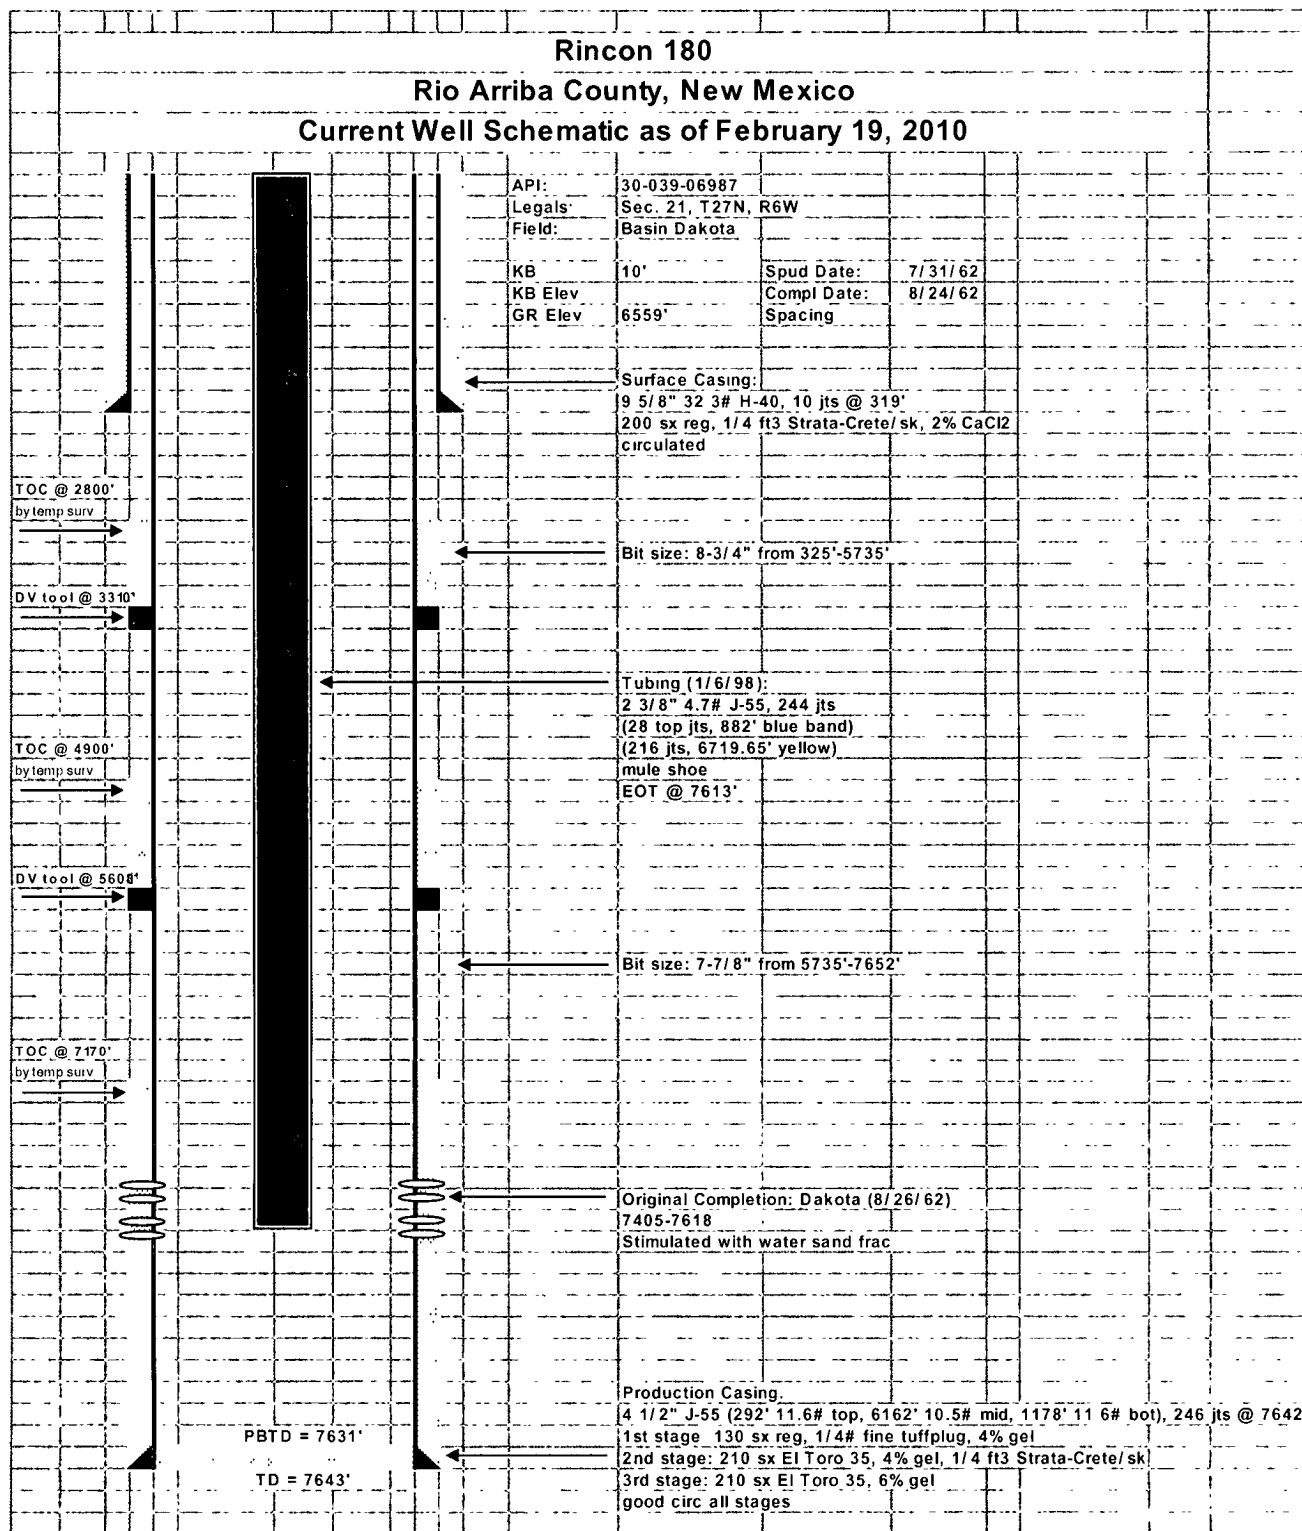 Rincon 180
Rio Arriba County, New Mexico
Current Well Schematic as of February 19, 2010
API: 30-039-06987
Legals: Sec. 21, T27N, R6W
Field: Basin Dakota
KB 10' Spud Date: 7/31/62
KB Elev Compl Date: 8/24/62
GR Elev 6559' Spacing
Surface Casing:
9 5/8" 32 3# H-40, 10 jts @ 319'
200 sx reg, 1/4 ft3 Strata-Crete/sk, 2% CaCl2
circulated
TOC @ 2800'
by temp surv
Bit size: 8-3/4" from 325'-5735'
DV tool @ 3310'
Tubing (1/6/98):
2 3/8" 4.7# J-55, 244 jts
(28 top jts, 882' blue band)
(216 jts, 6719.65' yellow)
mule shoe
EOT @ 7613'
TOC @ 4900'
by temp surv
DV tool @ 5608'
Bit size: 7-7/8" from 5735'-7652'
TOC @ 7170'
by temp surv
Original Completion: Dakota (8/26/62)
7405-7618
Stimulated with water sand frac
Production Casing.
4 1/2" J-55 (292' 11.6# top, 6162' 10.5# mid, 1178' 11 6# bot), 246 jts @ 7642
1st stage 130 sx reg, 1/4# fine tuffplug, 4% gel
2nd stage: 210 sx El Toro 35, 4% gel, 1/4 ft3 Strata-Crete/sk
3rd stage: 210 sx El Toro 35, 6% gel
good circ all stages
PBTD = 7631'
TD = 7643'